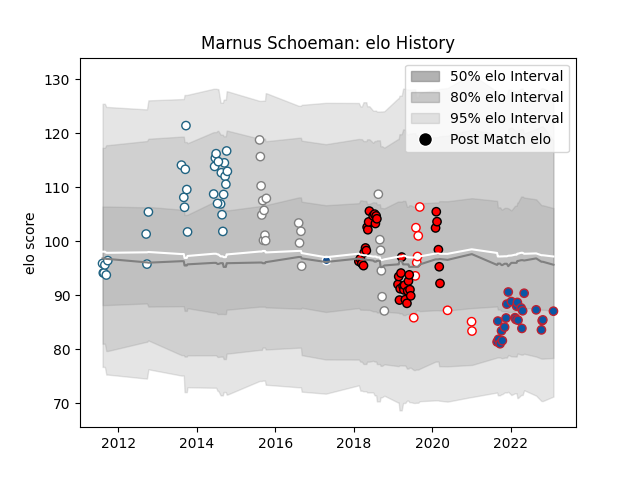 Marnus Schoeman: elo History
50% elo Interval
80% elo Interval
95% elo Interval
Post Match elo
elo score
130
120
110
100
90
80
70
2012
2014
2016
2018
2020
2022